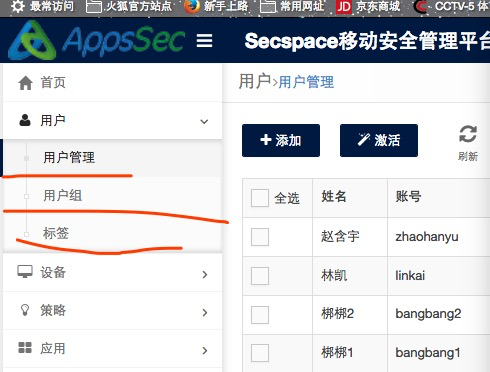 最常访问 火狐官方站点 新手上路 常用网址 JD 京东商城 CCTV-5 体
AppsSec Secspace移动安全管理平台
首页
用户
用户管理
用户组
标签
设备
策略
应用
用户>用户管理
添加 激活 刷新
全选 姓名 账号
赵含宇 zhaohanyu
林凯 linkai
梆梆2 bangbang2
梆梆1 bangbang1